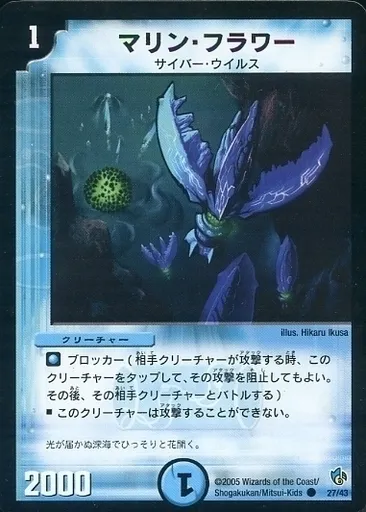 1
マリン・フラワー
サイバー・ウイルス
illus. Hikaru Ikusa
クリーチャー
ブロッカー ( 相手クリーチャーが攻撃する時、この
クリーチャーをタップして、その攻撃を阻止してもよい。
その後、その相手クリーチャーとバトルする )
■ このクリーチャーは攻撃することができない。
光が届かぬ深海でひっそりと花開く。
2000
1
©2005 Wizards of the Coast/
Shogakukan/Mitsui-Kids ● 27/43